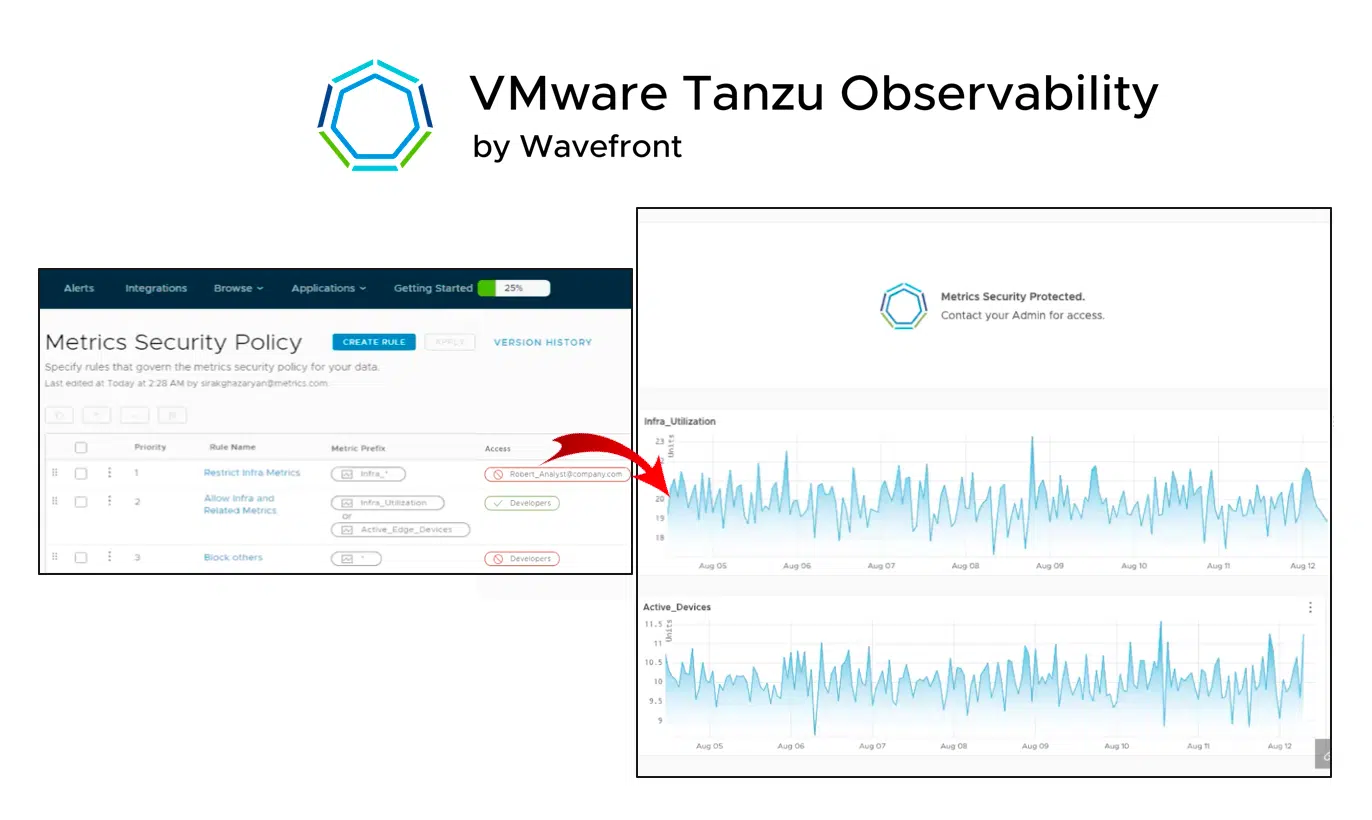 VMware Tanzu Observability
by Wavefront
Alerts Integrations Browse Applications Getting Started 25%
Metrics Security Policy CREATE RULE APPLY VERSION HISTORY
Specify rules that govern the metrics security policy for your data.
Last edited at Today at 2:28 AM by sirakghazaryan@metrics.com
Priority Rule Name Metric Prefix Access
1 Restrict Infra Metrics Infra_* Robert_Analyst@company.com
2 Allow Infra and
Related Metrics
Infra_Utilization
or
Active_Edge_Devices
Developers
3 Block others * Developers
Metrics Security Protected.
Contact your Admin for access.
Infra_Utilization
Units
23
20
19
18
Aug 05 Aug 06 Aug 07 Aug 08 Aug 09 Aug 10 Aug 11 Aug 12
Active_Devices
Units
11.5
11
10.5
10
9.5
9
Aug 05 Aug 06 Aug 07 Aug 08 Aug 09 Aug 10 Aug 11 Aug 12